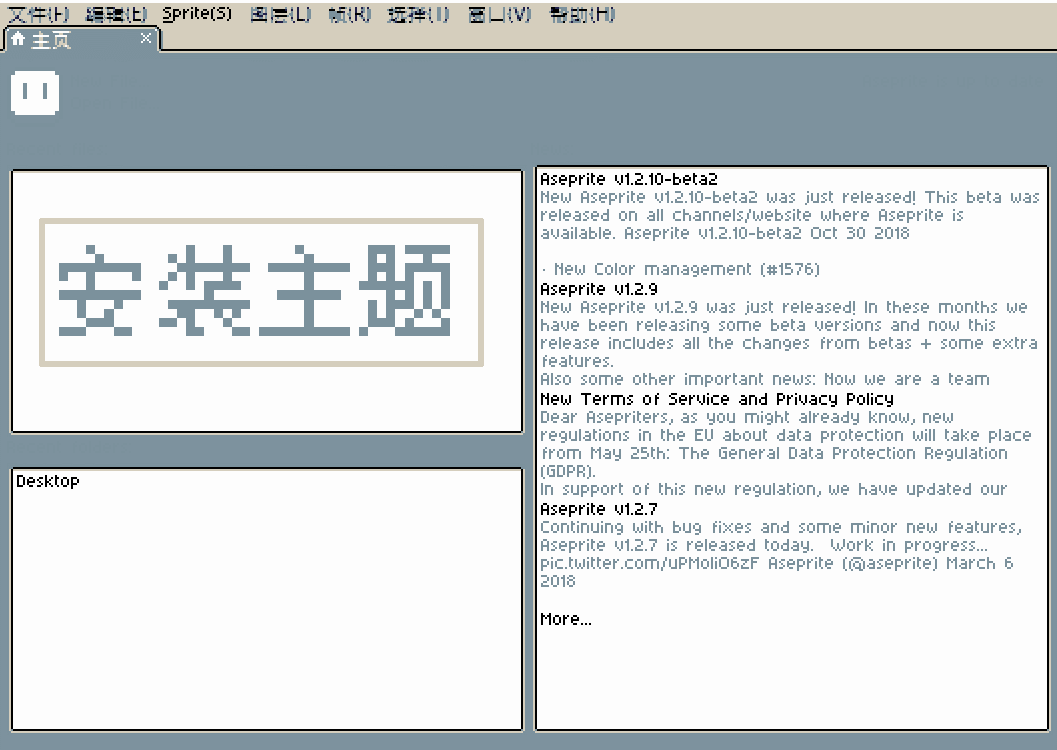 文件(F) 编辑(E) Sprite(S) 图层(L) 帧(R) 选择(T) 窗口(V) 帮助(H)
主页
安装主题
Desktop
Aseprite v1.2.10-beta2
New Aseprite v1.2.10-beta2 was just released! This beta was
released on all channels/website where Aseprite is
available. Aseprite v1.2.10-beta2 Oct 30 2018
· New Color management (#1576)
Aseprite v1.2.9
New Aseprite v1.2.9 was just released! In these months we
have been releasing some beta versions and now this
release includes all the changes from betas + some extra
features.
Also some other important news: Now we are a team
New Terms of Service and Privacy Policy
Dear Asepriters, as you might already know, new
regulations in the EU about data protection will take place
from May 25th: The General Data Protection Regulation
(GDPR).
In support of this new regulation, we have updated our
Aseprite v1.2.7
Continuing with bug fixes and some minor new features,
Aseprite v1.2.7 is released today.  Work in progress...
pic.twitter.com/uPMoliO6zF Aseprite (@aseprite) March 6
2018
More...